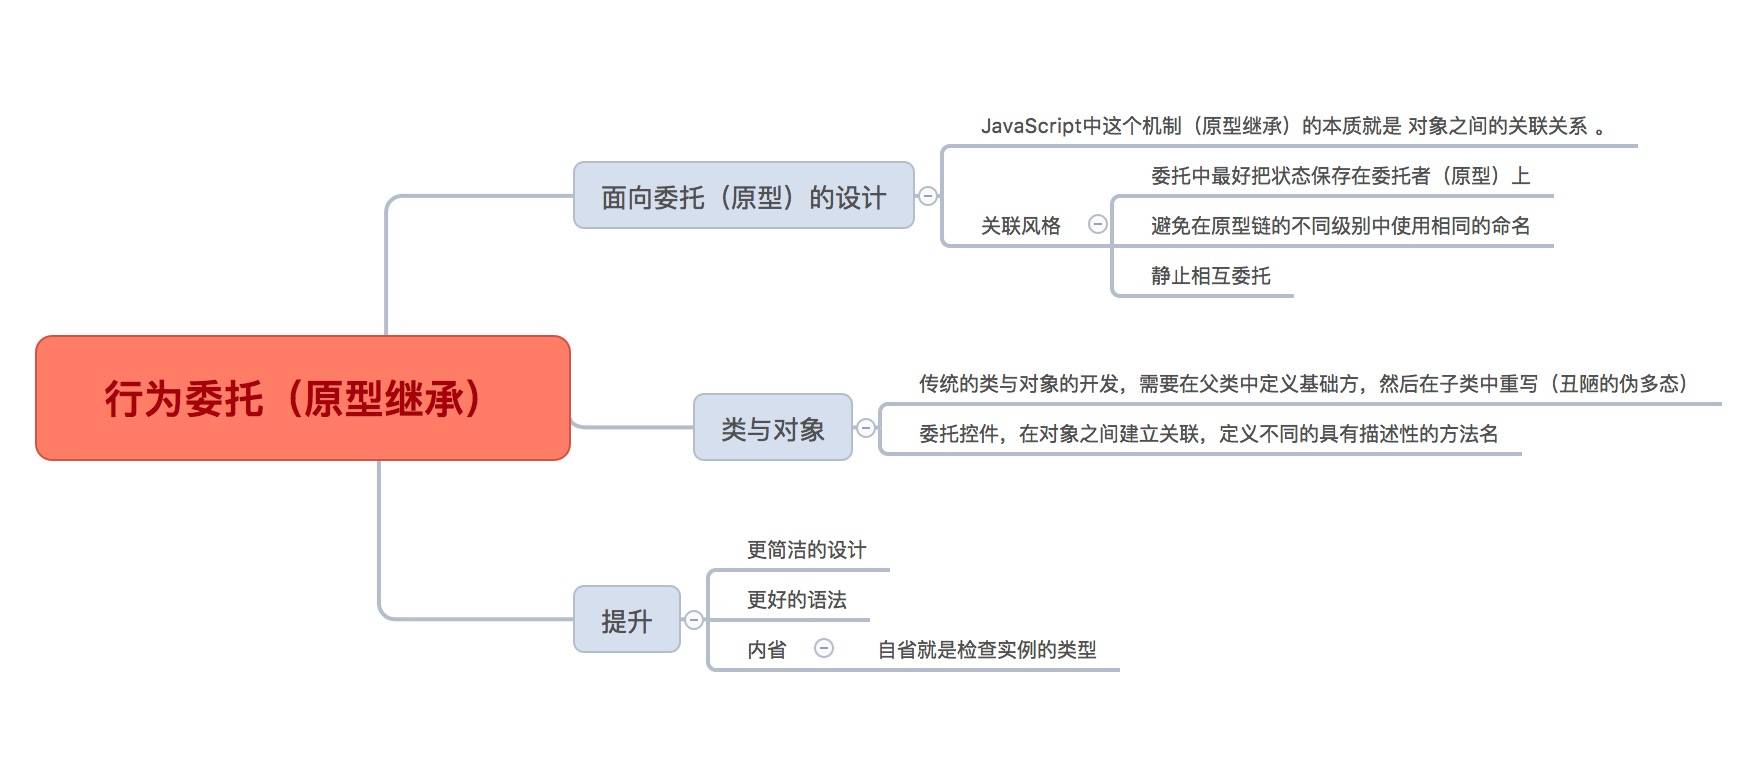 行为委托（原型继承）
面向委托（原型）的设计
JavaScript中这个机制（原型继承）的本质就是 对象之间的关联关系 。
关联风格
委托中最好把状态保存在委托者（原型）上
避免在原型链的不同级别中使用相同的命名
静止相互委托
类与对象
传统的类与对象的开发，需要在父类中定义基础方，然后在子类中重写（丑陋的伪多态）
委托控件，在对象之间建立关联，定义不同的具有描述性的方法名
提升
更简洁的设计
更好的语法
内省
自省就是检查实例的类型